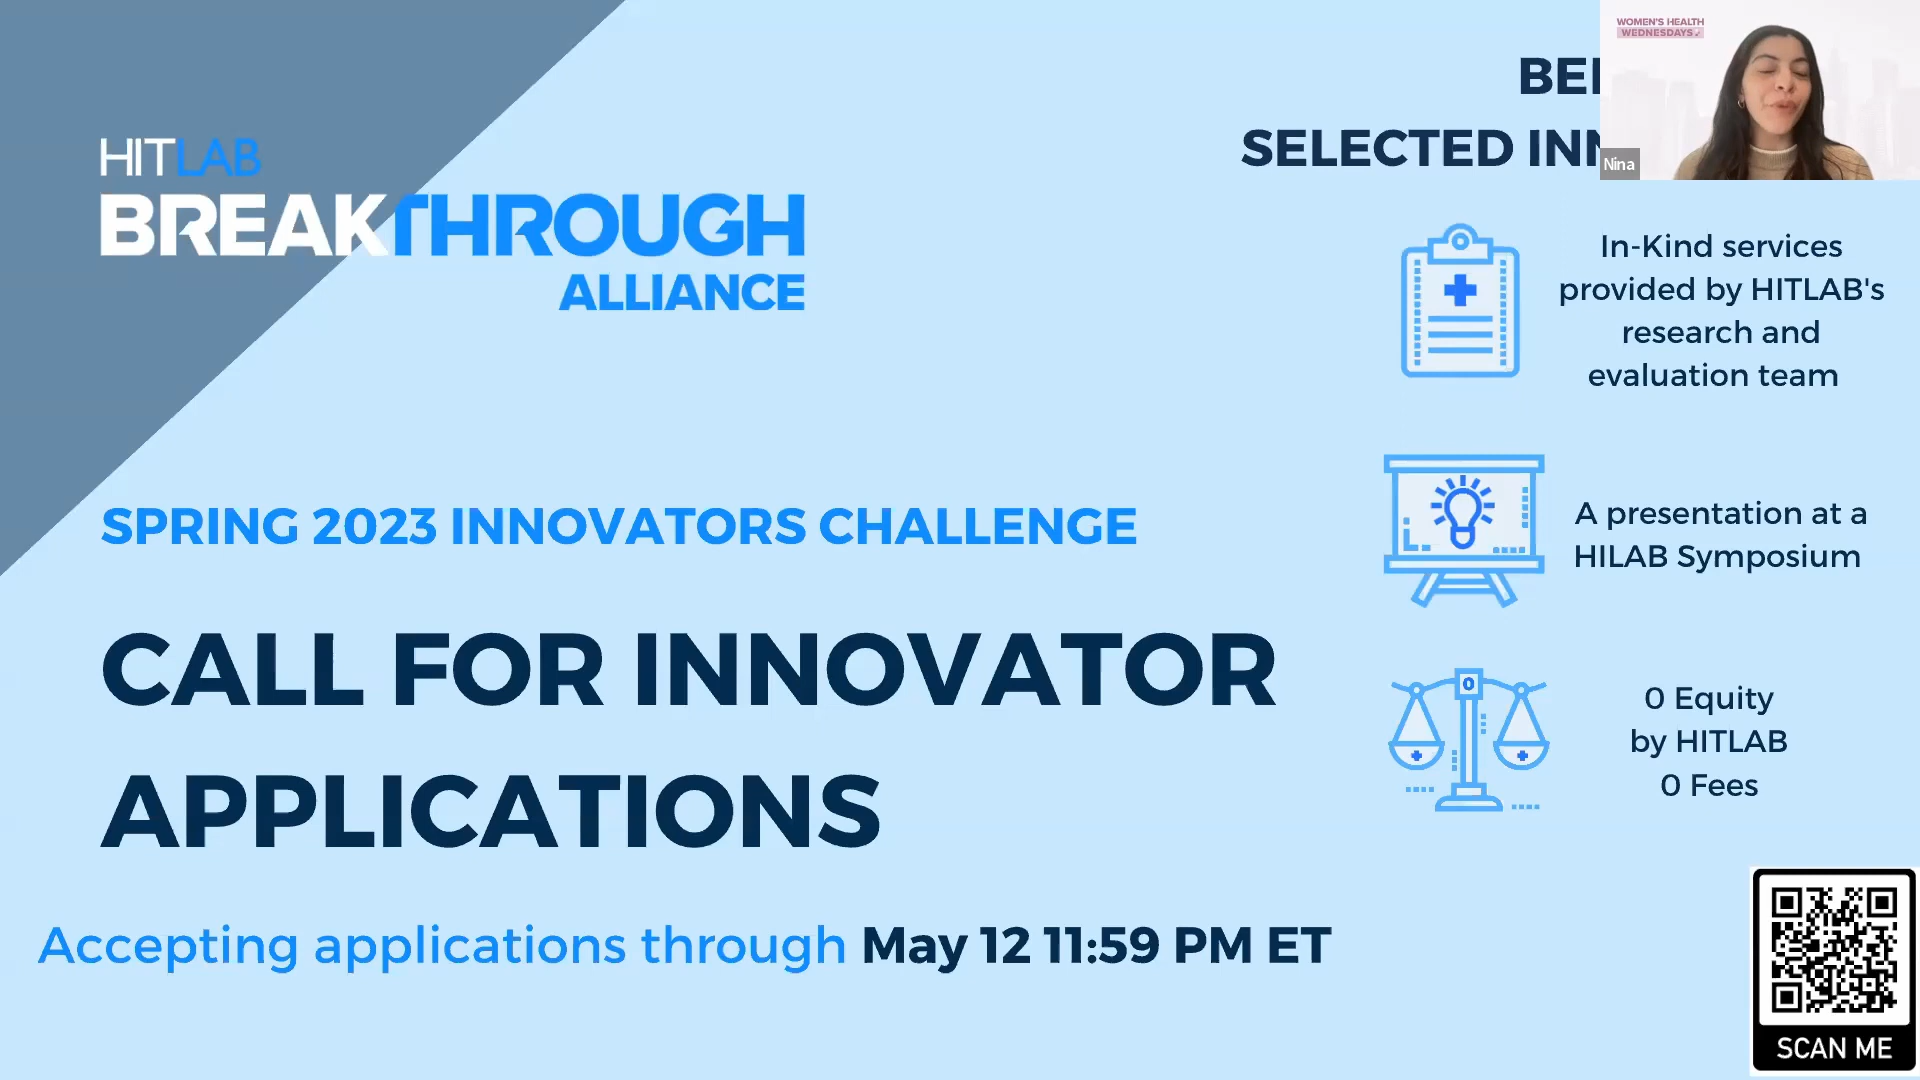 HITLAB
BREAKTHROUGH
ALLIANCE
SPRING 2023 INNOVATORS CHALLENGE
CALL FOR INNOVATOR
APPLICATIONS
Accepting applications through May 12 11:59 PM ET
SELECTED
In-Kind services
provided by HITLAB's
research and
evaluation team
A presentation at a
HILAB Symposium
0
0 Equity
by HITLAB
0 Fees
SCAN ME
WOMEN'S HEALTH
WEDNESDAYS
Nina